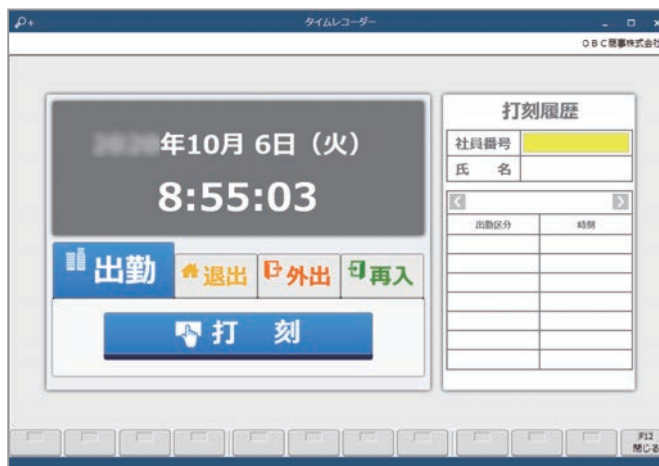 タイムレコーダー
OBC商事株式会社
年10月 6日（火）
8:55:03
出勤
退出
外出
再入
打 刻
打刻履歴
社員番号
氏 名
出勤区分
時刻
F12
閉じる